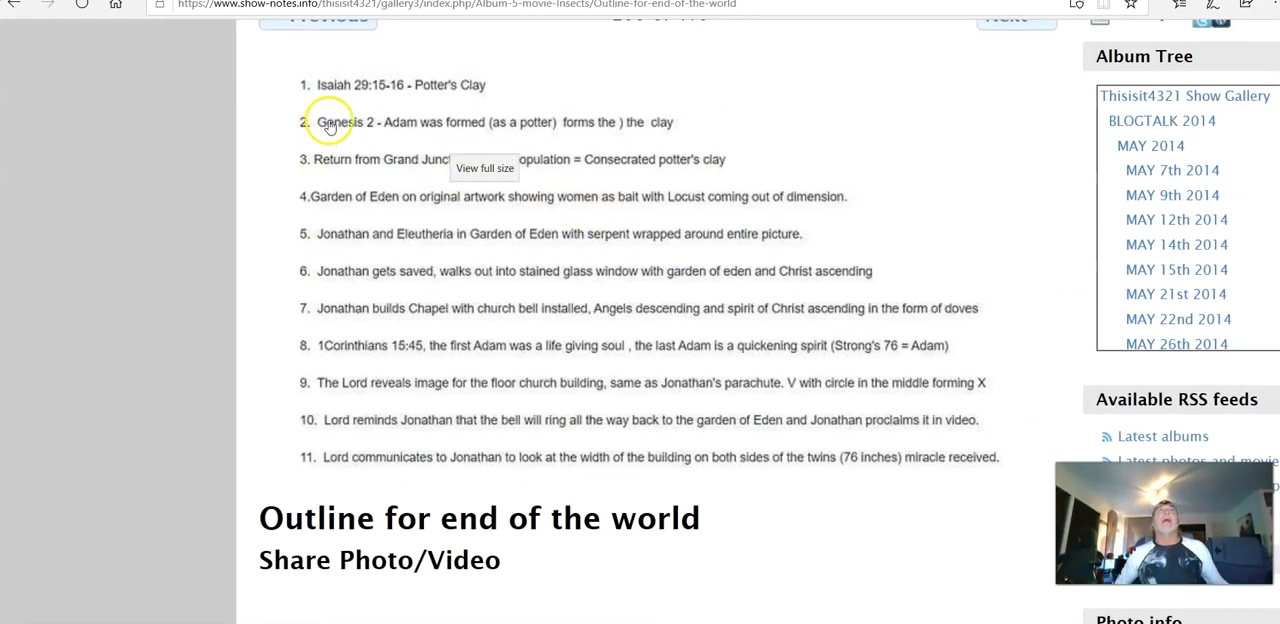 https://www.show-notes.info/thisisit4321/gallery3/index.php/Album-5-movie-Insects/Outline-for-end-of-the-world
Previous
Next
1. Isaiah 29:15-16 - Potter's Clay
2. Genesis 2 - Adam was formed (as a potter) forms the ) the clay
3. Return from Grand Junc opulation = Consecrated potter's clay
View full size
4.Garden of Eden on original artwork showing women as bait with Locust coming out of dimension.
5. Jonathan and Eleutheria in Garden of Eden with serpent wrapped around entire picture.
6. Jonathan gets saved, walks out into stained glass window with garden of eden and Christ ascending
7. Jonathan builds Chapel with church bell installed, Angels descending and spirit of Christ ascending in the form of doves
8. 1Corinthians 15:45, the first Adam was a life giving soul , the last Adam is a quickening spirit (Strong's 76 = Adam)
9. The Lord reveals image for the floor church building, same as Jonathan's parachute. V with circle in the middle forming X
10. Lord reminds Jonathan that the bell will ring all the way back to the garden of Eden and Jonathan proclaims it in video.
11. Lord communicates to Jonathan to look at the width of the building on both sides of the twins (76 inches) miracle received.
Outline for end of the world
Share Photo/Video
Album Tree
Thisisit4321 Show Gallery
BLOGTALK 2014
MAY 2014
MAY 7th 2014
MAY 9th 2014
MAY 12th 2014
MAY 14th 2014
MAY 15th 2014
MAY 21st 2014
MAY 22nd 2014
MAY 26th 2014
Available RSS feeds
Latest albums
Latest photos and movie
Photo info